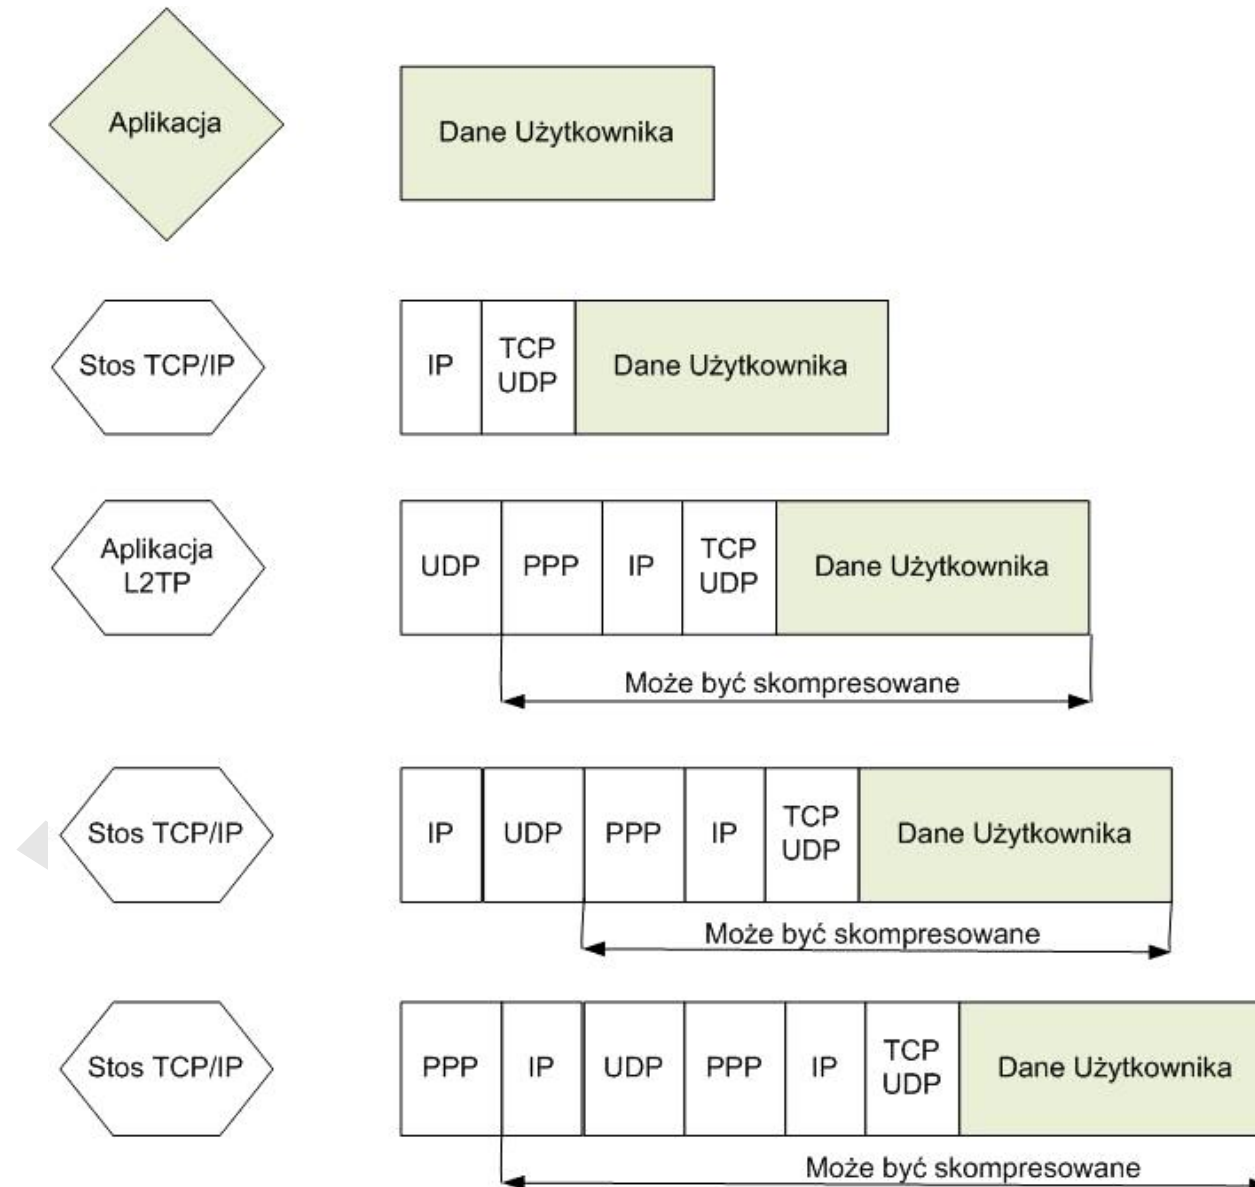 Aplikacja
Dane Użytkownika
Stos TCP/IP
IP
TCP
UDP
Dane Użytkownika
Aplikacja
L2TP
UDP
PPP
IP
TCP
UDP
Dane Użytkownika
Może być skompresowane
Stos TCP/IP
IP
UDP
PPP
IP
TCP
UDP
Dane Użytkownika
Może być skompresowane
Stos TCP/IP
PPP
IP
UDP
PPP
IP
TCP
UDP
Dane Użytkownika
Może być skompresowane